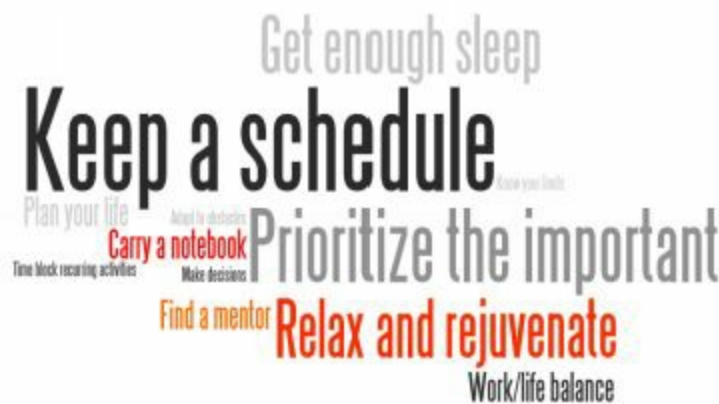 Get enough sleep
Keep a schedule
Know your limits
Plan your life
Adapt to obstacles
Carry a notebook
Prioritize the important
Time block recuring activities
Make decisions
Find a mentor
Relax and rejuvenate
Work/life balance